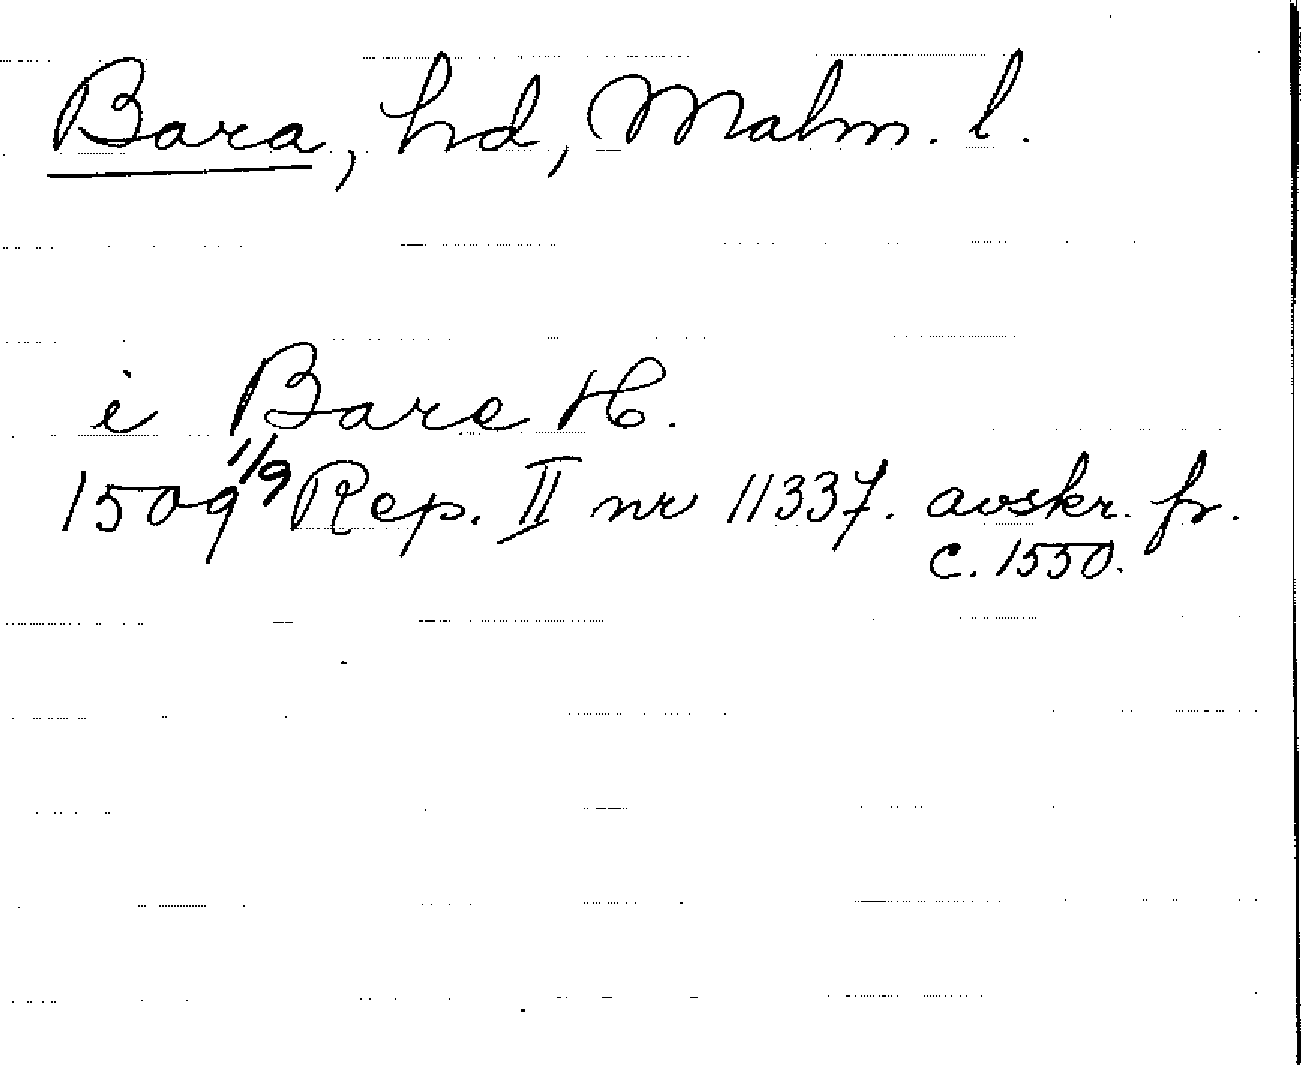 Bara, hd, Malm. l.
i Bare H.
1509 1/9 Rep. II nr 11337. avskr. fr.
c. 1550.